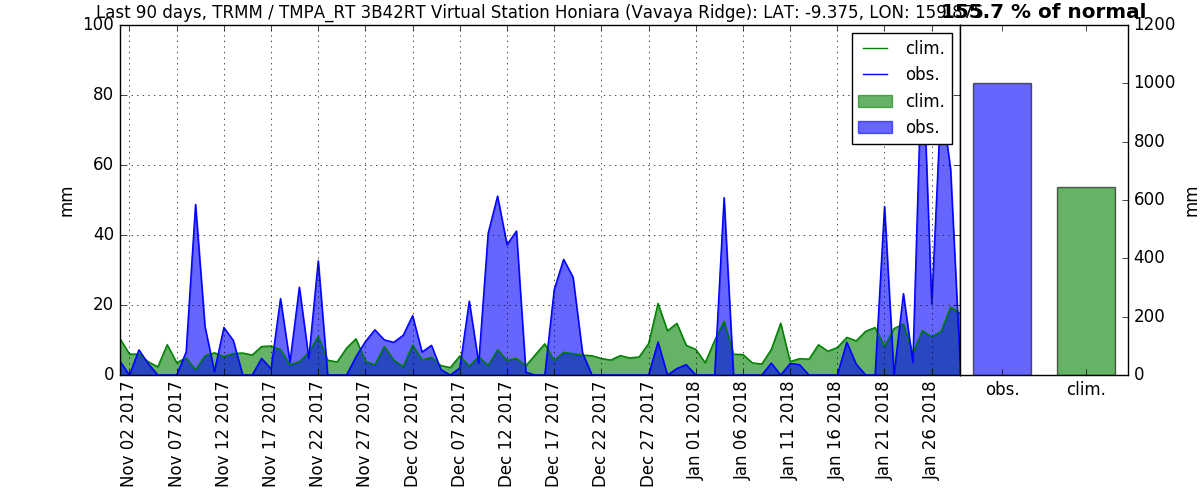 Last 90 days, TRMM / TMPA_RT 3B42RT Virtual Station Honiara (Vavaya Ridge): LAT: -9.375, LON:
155.7 % of normal
100
80
60
40
20
0
mm
clim.
obs.
clim.
obs.
1200
1000
800
600
400
200
0
mm
obs.
clim.
Nov 02 2017
Nov 07 2017
Nov 12 2017
Nov 17 2017
Nov 22 2017
Nov 27 2017
Dec 02 2017
Dec 07 2017
Dec 12 2017
Dec 17 2017
Dec 22 2017
Dec 27 2017
Jan 01 2018
Jan 06 2018
Jan 11 2018
Jan 16 2018
Jan 21 2018
Jan 26 2018